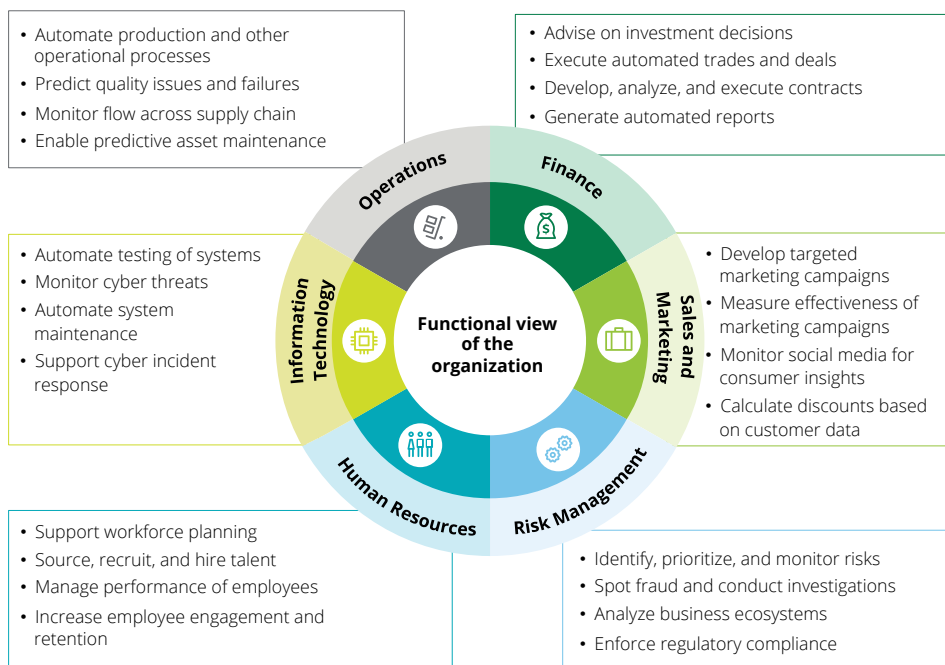 • Automate production and other
operational processes
• Predict quality issues and failures
• Monitor flow across supply chain
• Enable predictive asset maintenance
• Advise on investment decisions
• Execute automated trades and deals
• Develop, analyze, and execute contracts
• Generate automated reports
Operations
Finance
• Automate testing of systems
• Monitor cyber threats
• Automate system
maintenance
• Support cyber incident
response
Information
Technology
$
Functional view
of the
organization
Sales and
Marketing
• Develop targeted
marketing campaigns
• Measure effectiveness of
marketing campaigns
• Monitor social media for
consumer insights
• Calculate discounts based
on customer data
Human Resources
Risk Management
• Support workforce planning
• Source, recruit, and hire talent
• Manage performance of employees
• Increase employee engagement and
retention
• Identify, prioritize, and monitor risks
• Spot fraud and conduct investigations
• Analyze business ecosystems
• Enforce regulatory compliance